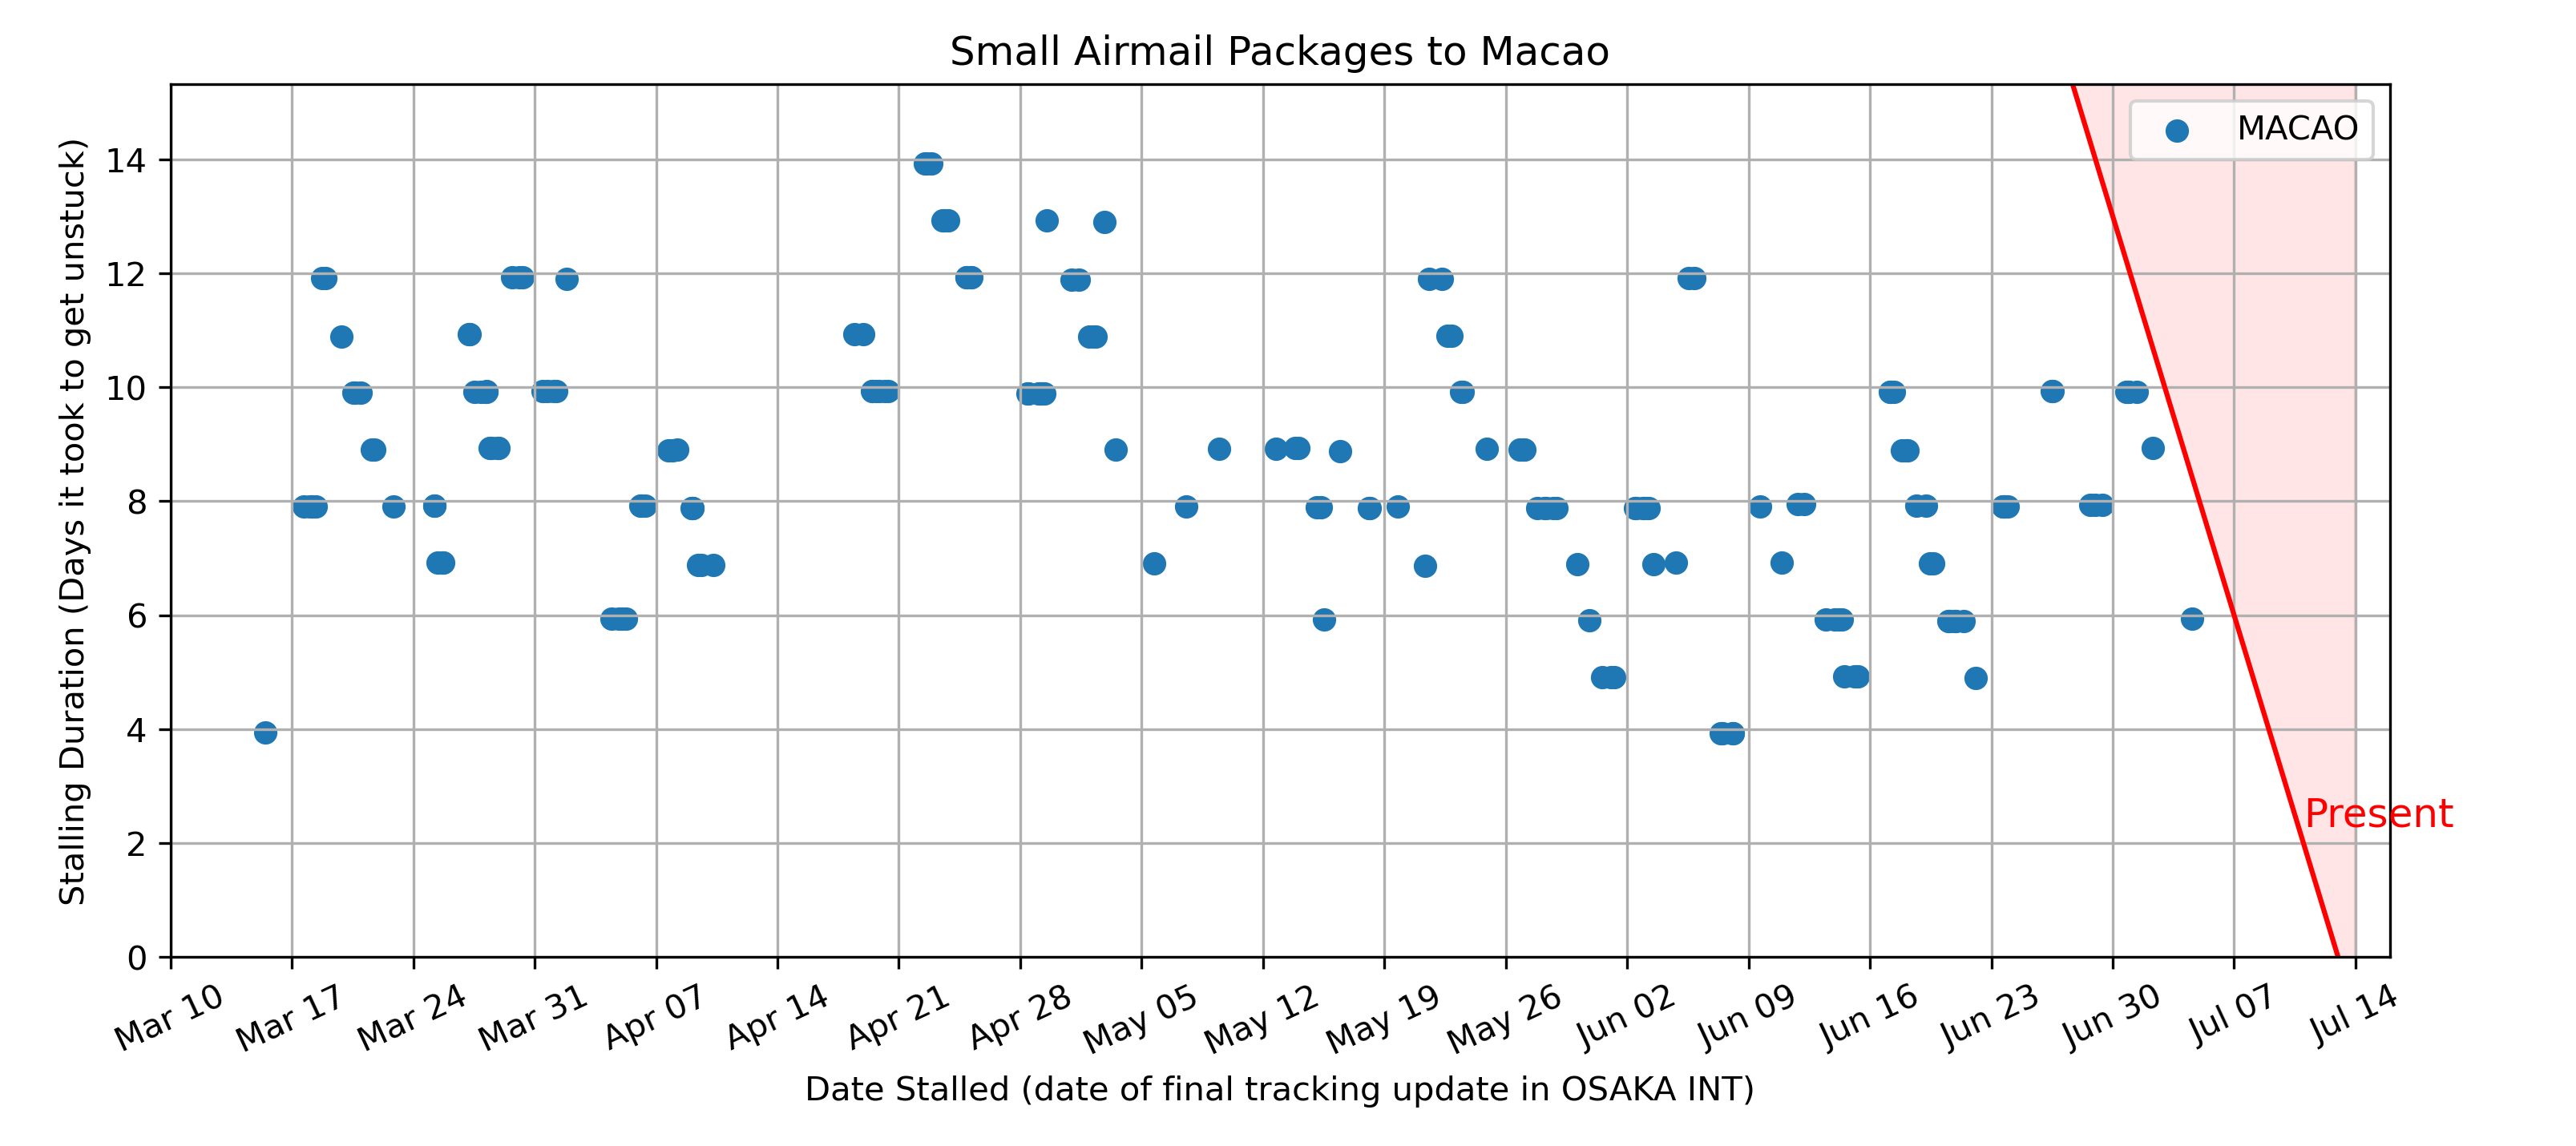 Small Airmail Packages to Macao
MACAO
Stalling Duration (Days it took to get unstuck)
14
12
10
8
6
4
2
0
Present
Mar 10
Mar 17
Mar 24
Mar 31
Apr 07
Apr 14
Apr 21
Apr 28
May 05
May 12
May 19
May 26
Jun 02
Jun 09
Jun 16
Jun 23
Jun 30
Jul 07
Jul 14
Date Stalled (date of final tracking update in OSAKA INT)